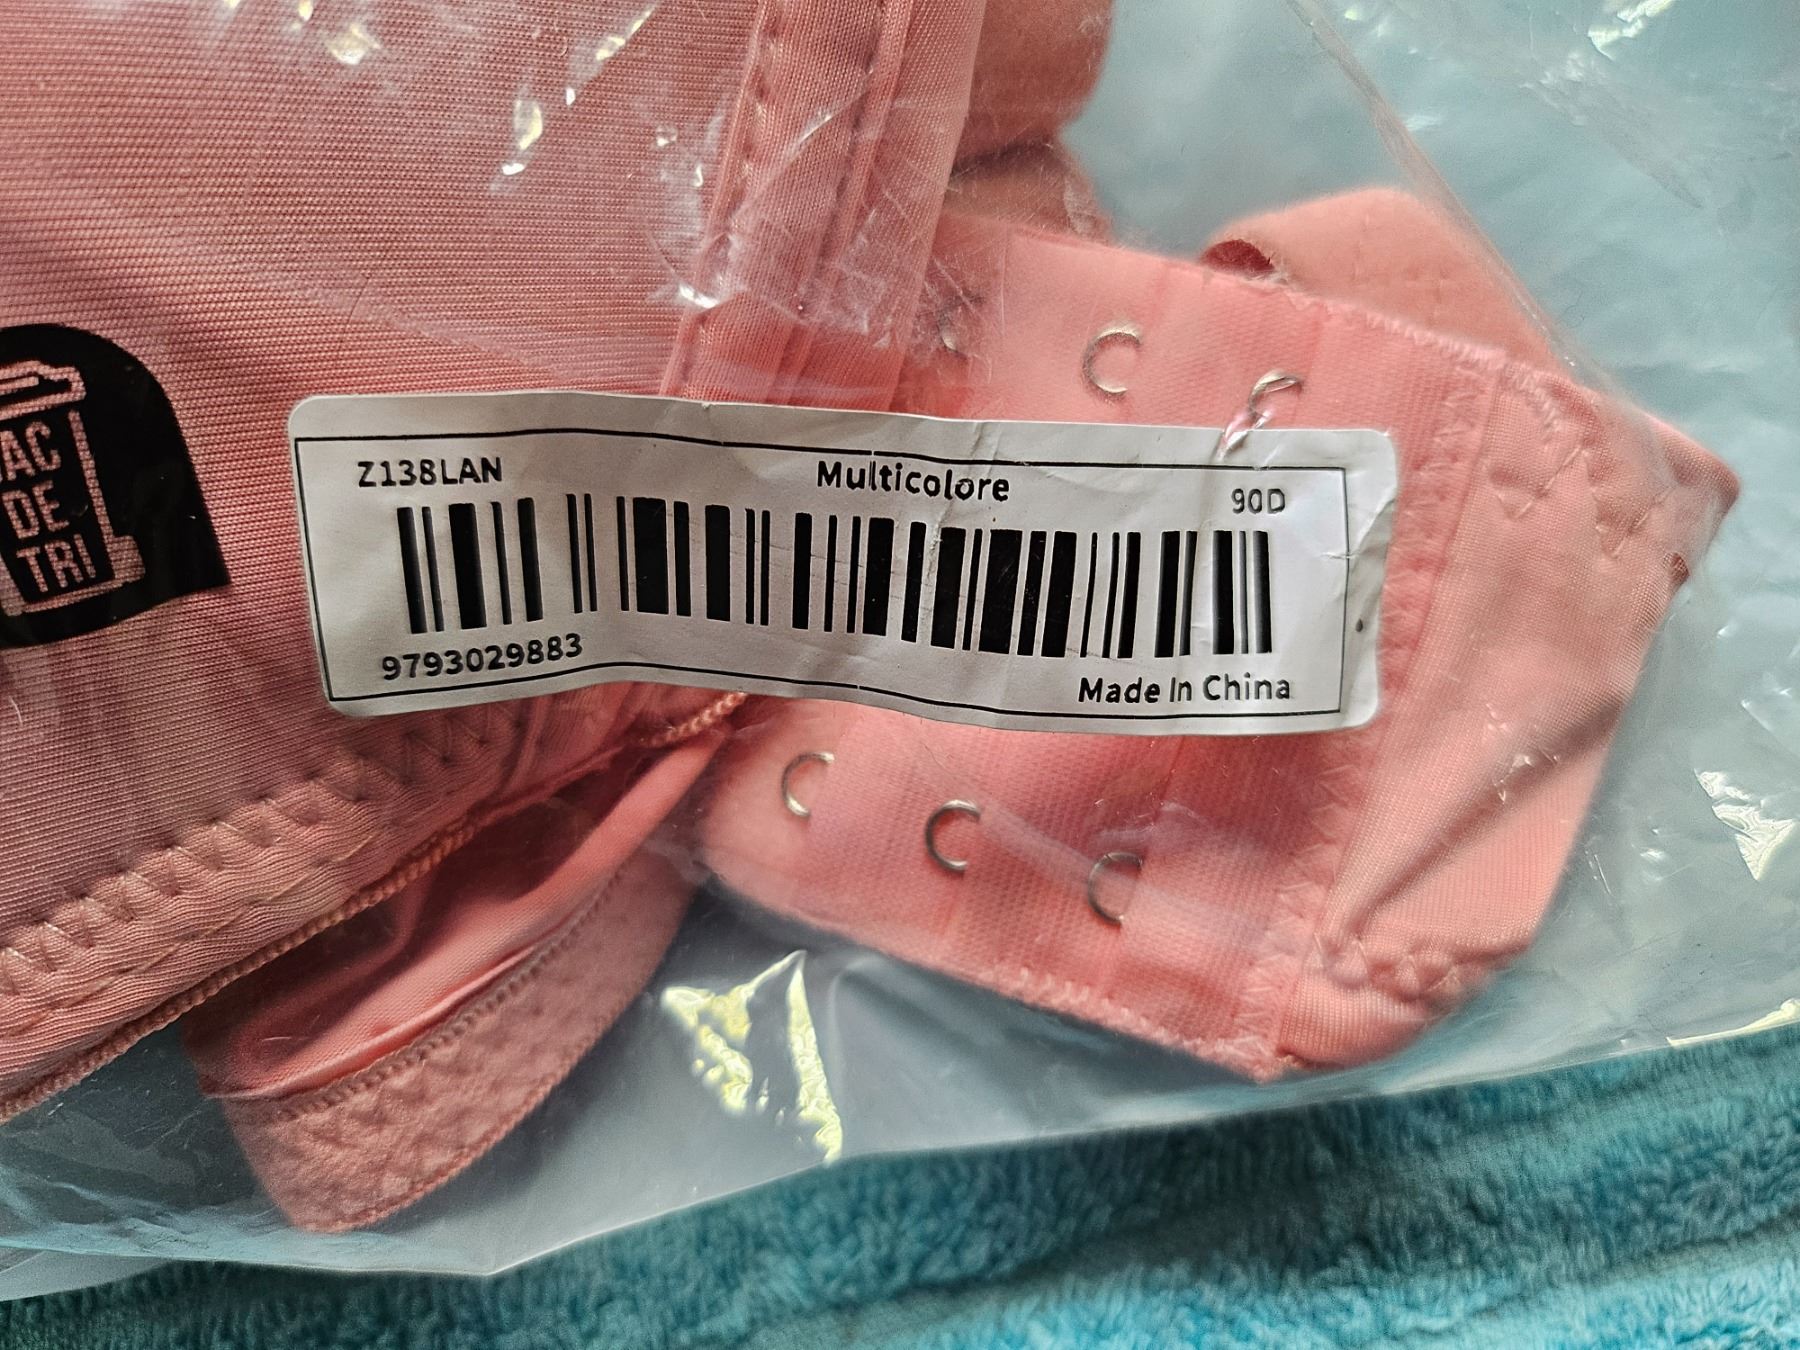 Z138LAN
Multicolore
90D
9793029883
Made In China
DE
TRI